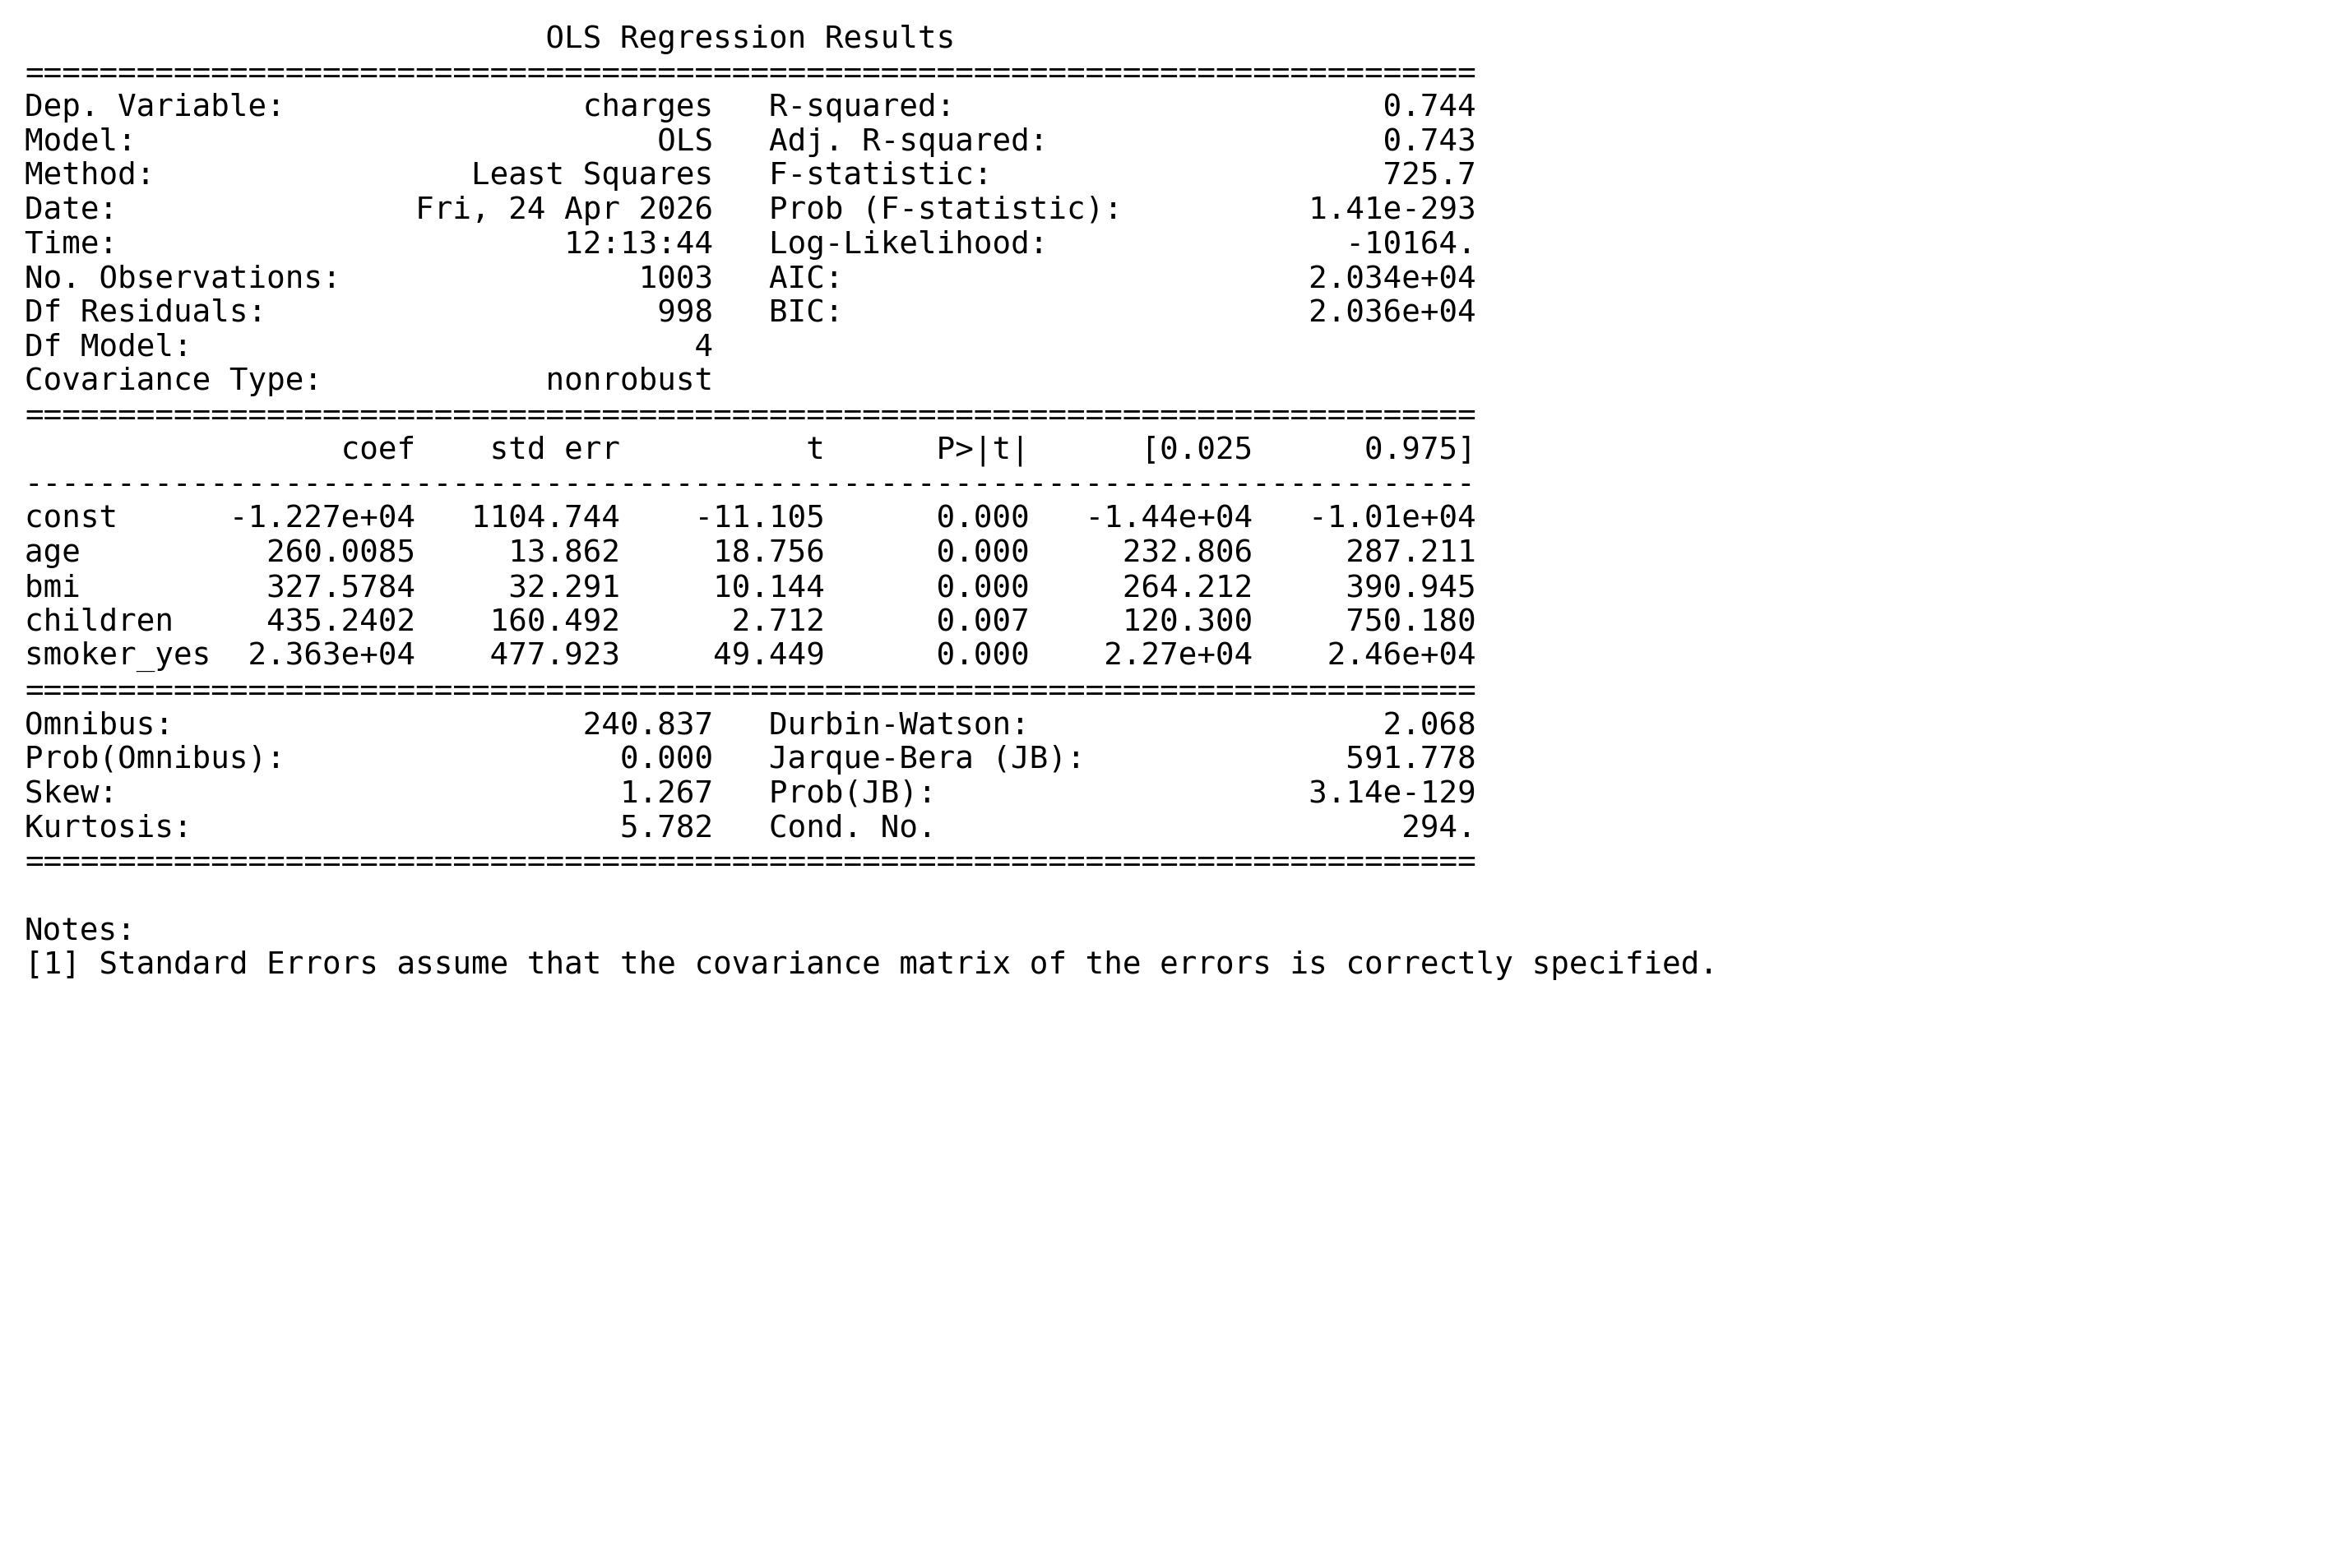 OLS Regression Results
==============================================================================
Dep. Variable:                charges   R-squared:                       0.744
Model:                            OLS   Adj. R-squared:                  0.743
Method:                 Least Squares   F-statistic:                     725.7
Date:                Fri, 24 Apr 2026   Prob (F-statistic):          1.41e-293
Time:                        12:13:44   Log-Likelihood:                -10164.
No. Observations:                1003   AIC:                         2.034e+04
Df Residuals:                     998   BIC:                         2.036e+04
Df Model:                           4
Covariance Type:            nonrobust
==============================================================================
                 coef    std err          t      P>|t|      [0.025      0.975]
------------------------------------------------------------------------------
const      -1.227e+04   1104.744    -11.105      0.000   -1.44e+04   -1.01e+04
age          260.0085     13.862     18.756      0.000     232.806     287.211
bmi          327.5784     32.291     10.144      0.000     264.212     390.945
children     435.2402    160.492      2.712      0.007     120.300     750.180
smoker_yes  2.363e+04    477.923     49.449      0.000    2.27e+04    2.46e+04
==============================================================================
Omnibus:                      240.837   Durbin-Watson:                   2.068
Prob(Omnibus):                  0.000   Jarque-Bera (JB):              591.778
Skew:                           1.267   Prob(JB):                    3.14e-129
Kurtosis:                       5.782   Cond. No.                         294.
==============================================================================

Notes:
[1] Standard Errors assume that the covariance matrix of the errors is correctly specified.